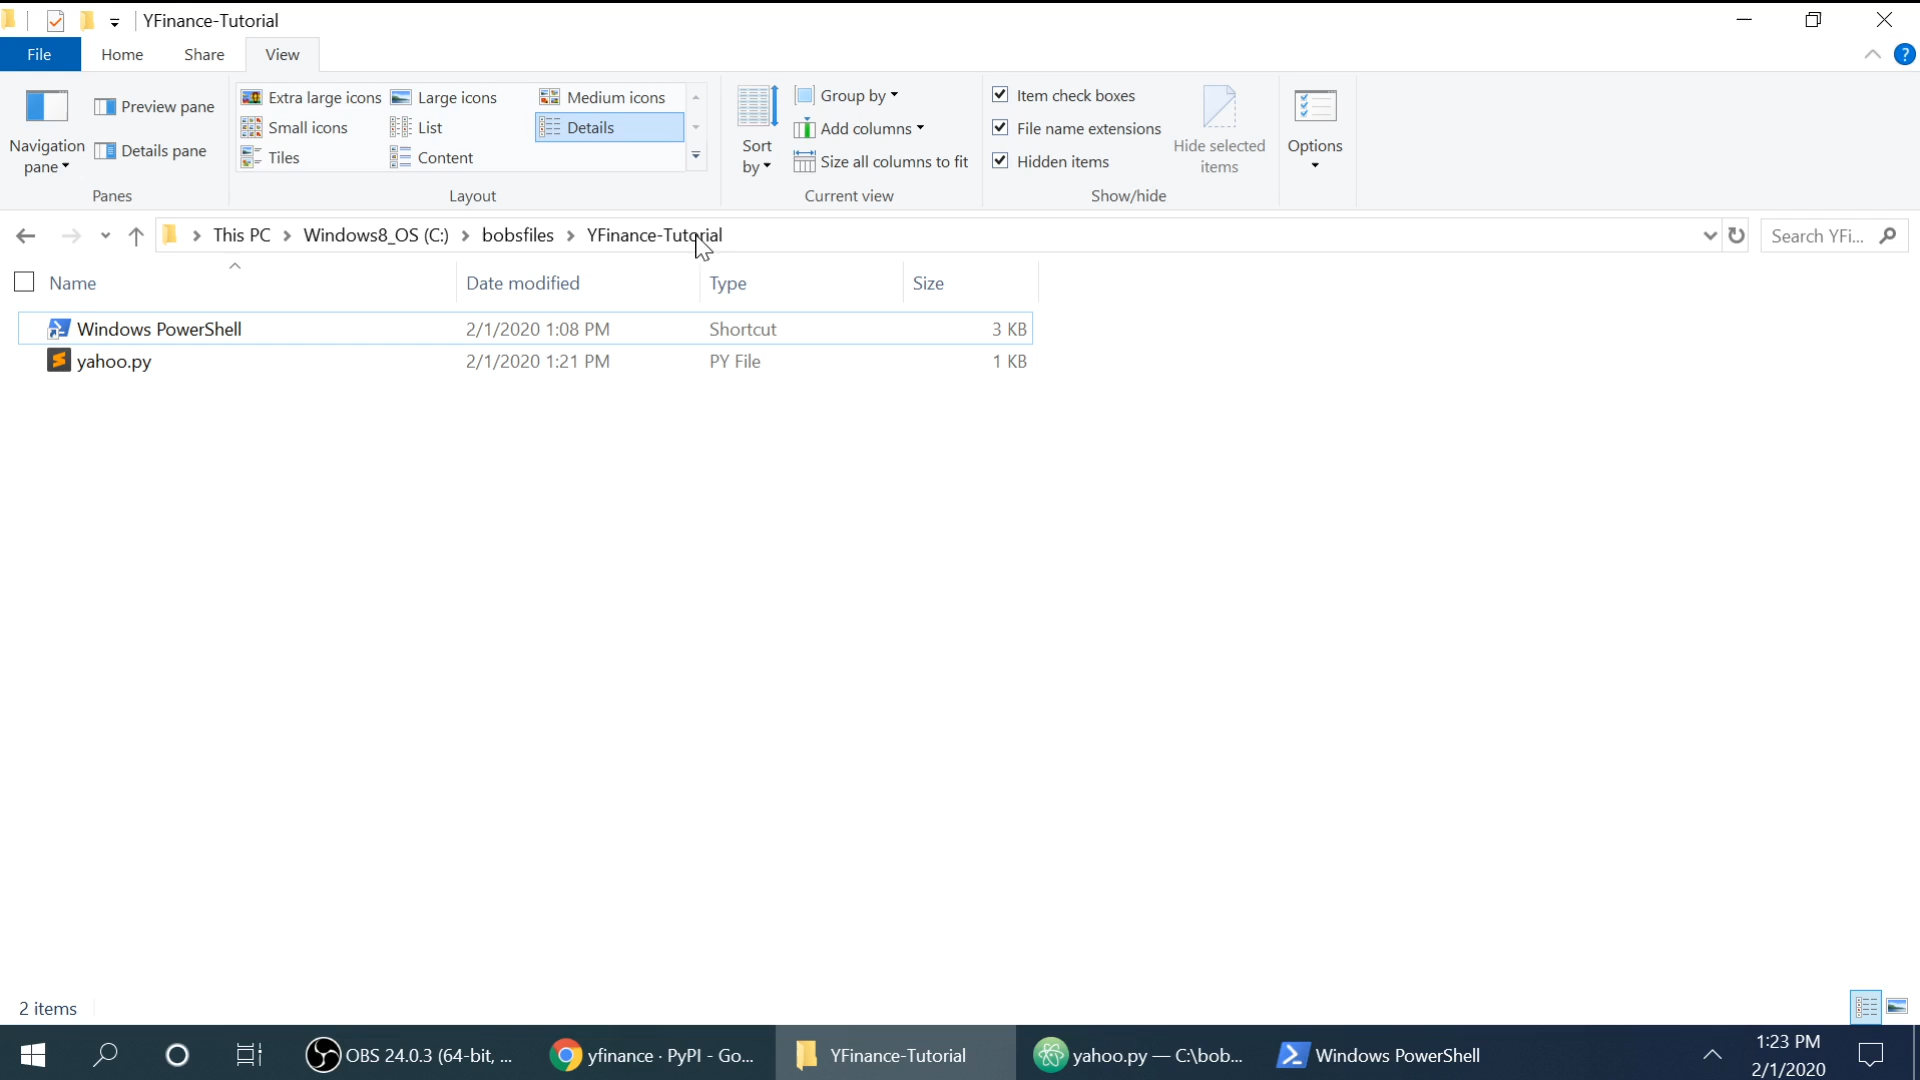 YFinance-Tutorial
File Home Share View
Navigation pane
Preview pane
Details pane
Panes
Extra large icons Large icons Medium icons
Small icons List Details
Tiles Content
Layout
Sort by
Group by
Add columns
Size all columns to fit
Current view
Item check boxes
File name extensions
Hidden items
Hide selected items
Show/hide
Options
This PC > Windows8_OS (C:) > bobsfiles > YFinance-Tutorial
Search YFi...
Name Date modified Type Size
Windows PowerShell 2/1/2020 1:08 PM Shortcut 3 KB
yahoo.py 2/1/2020 1:21 PM PY File 1 KB
2 items
OBS 24.0.3 (64-bit, ... yfinance · PyPI - Go... YFinance-Tutorial yahoo.py — C:\bob... Windows PowerShell
1:23 PM
2/1/2020